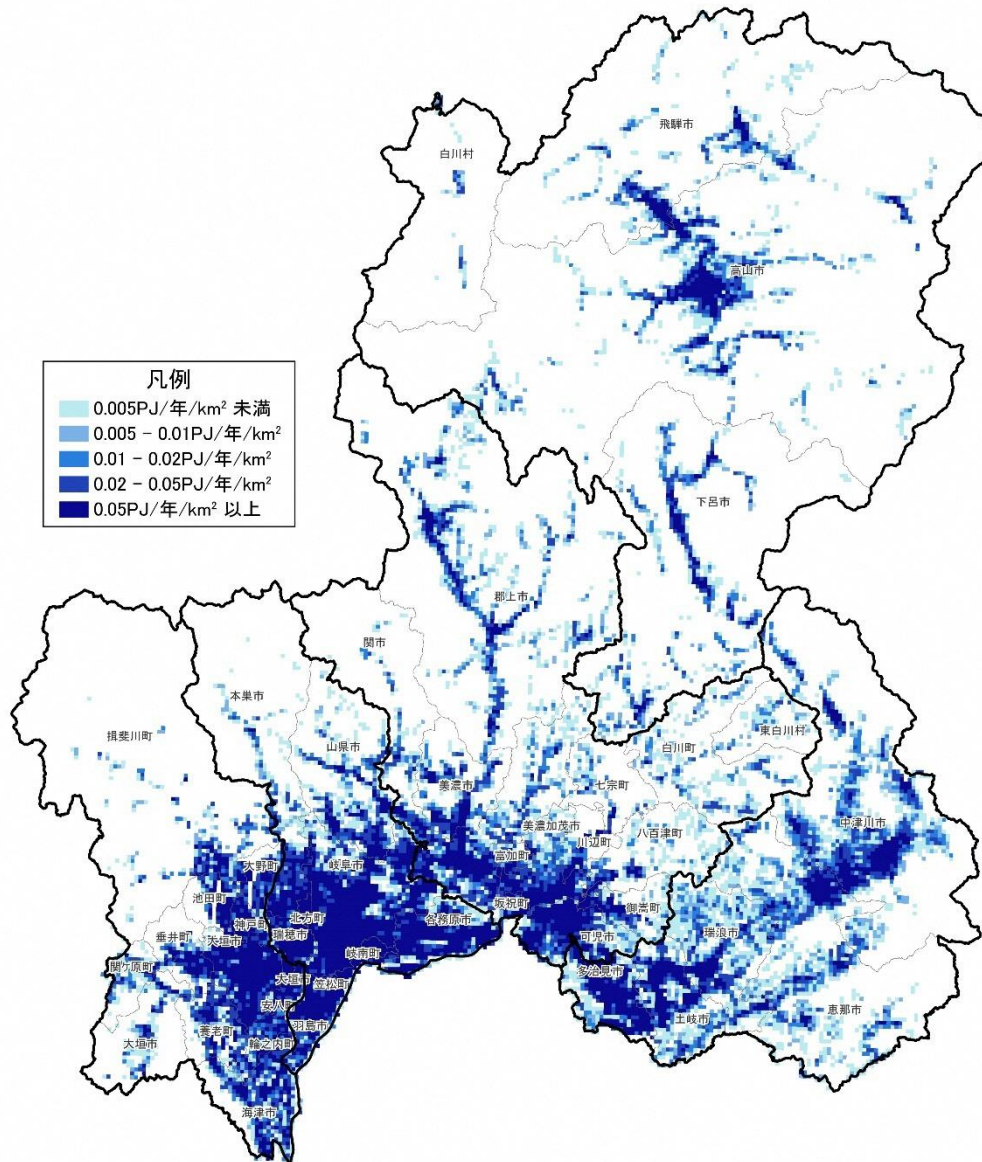 飛騨市
白川村
高山市
凡例
0.005PJ/年/km² 未満
0.005 - 0.01PJ/年/km²
0.01 - 0.02PJ/年/km²
0.02 - 0.05PJ/年/km²
0.05PJ/年/km² 以上
下呂市
郡上市
関市
本巣市
東白川村
揖斐川町
山県市
白川町
七宗町
美濃市
中津川市
美濃加茂市
八百津町
川辺町
富加町
大野町
岐阜市
池田町
坂祝町
御嵩町
各務原市
北方町
神戸町
瑞穂市
垂井町
大垣市
可児市
瑞浪市
岐南町
関ケ原町
多治見市
大垣市
笠松町
安八町
恵那市
土岐市
羽島市
養老町
大垣市
輪之内町
海津市